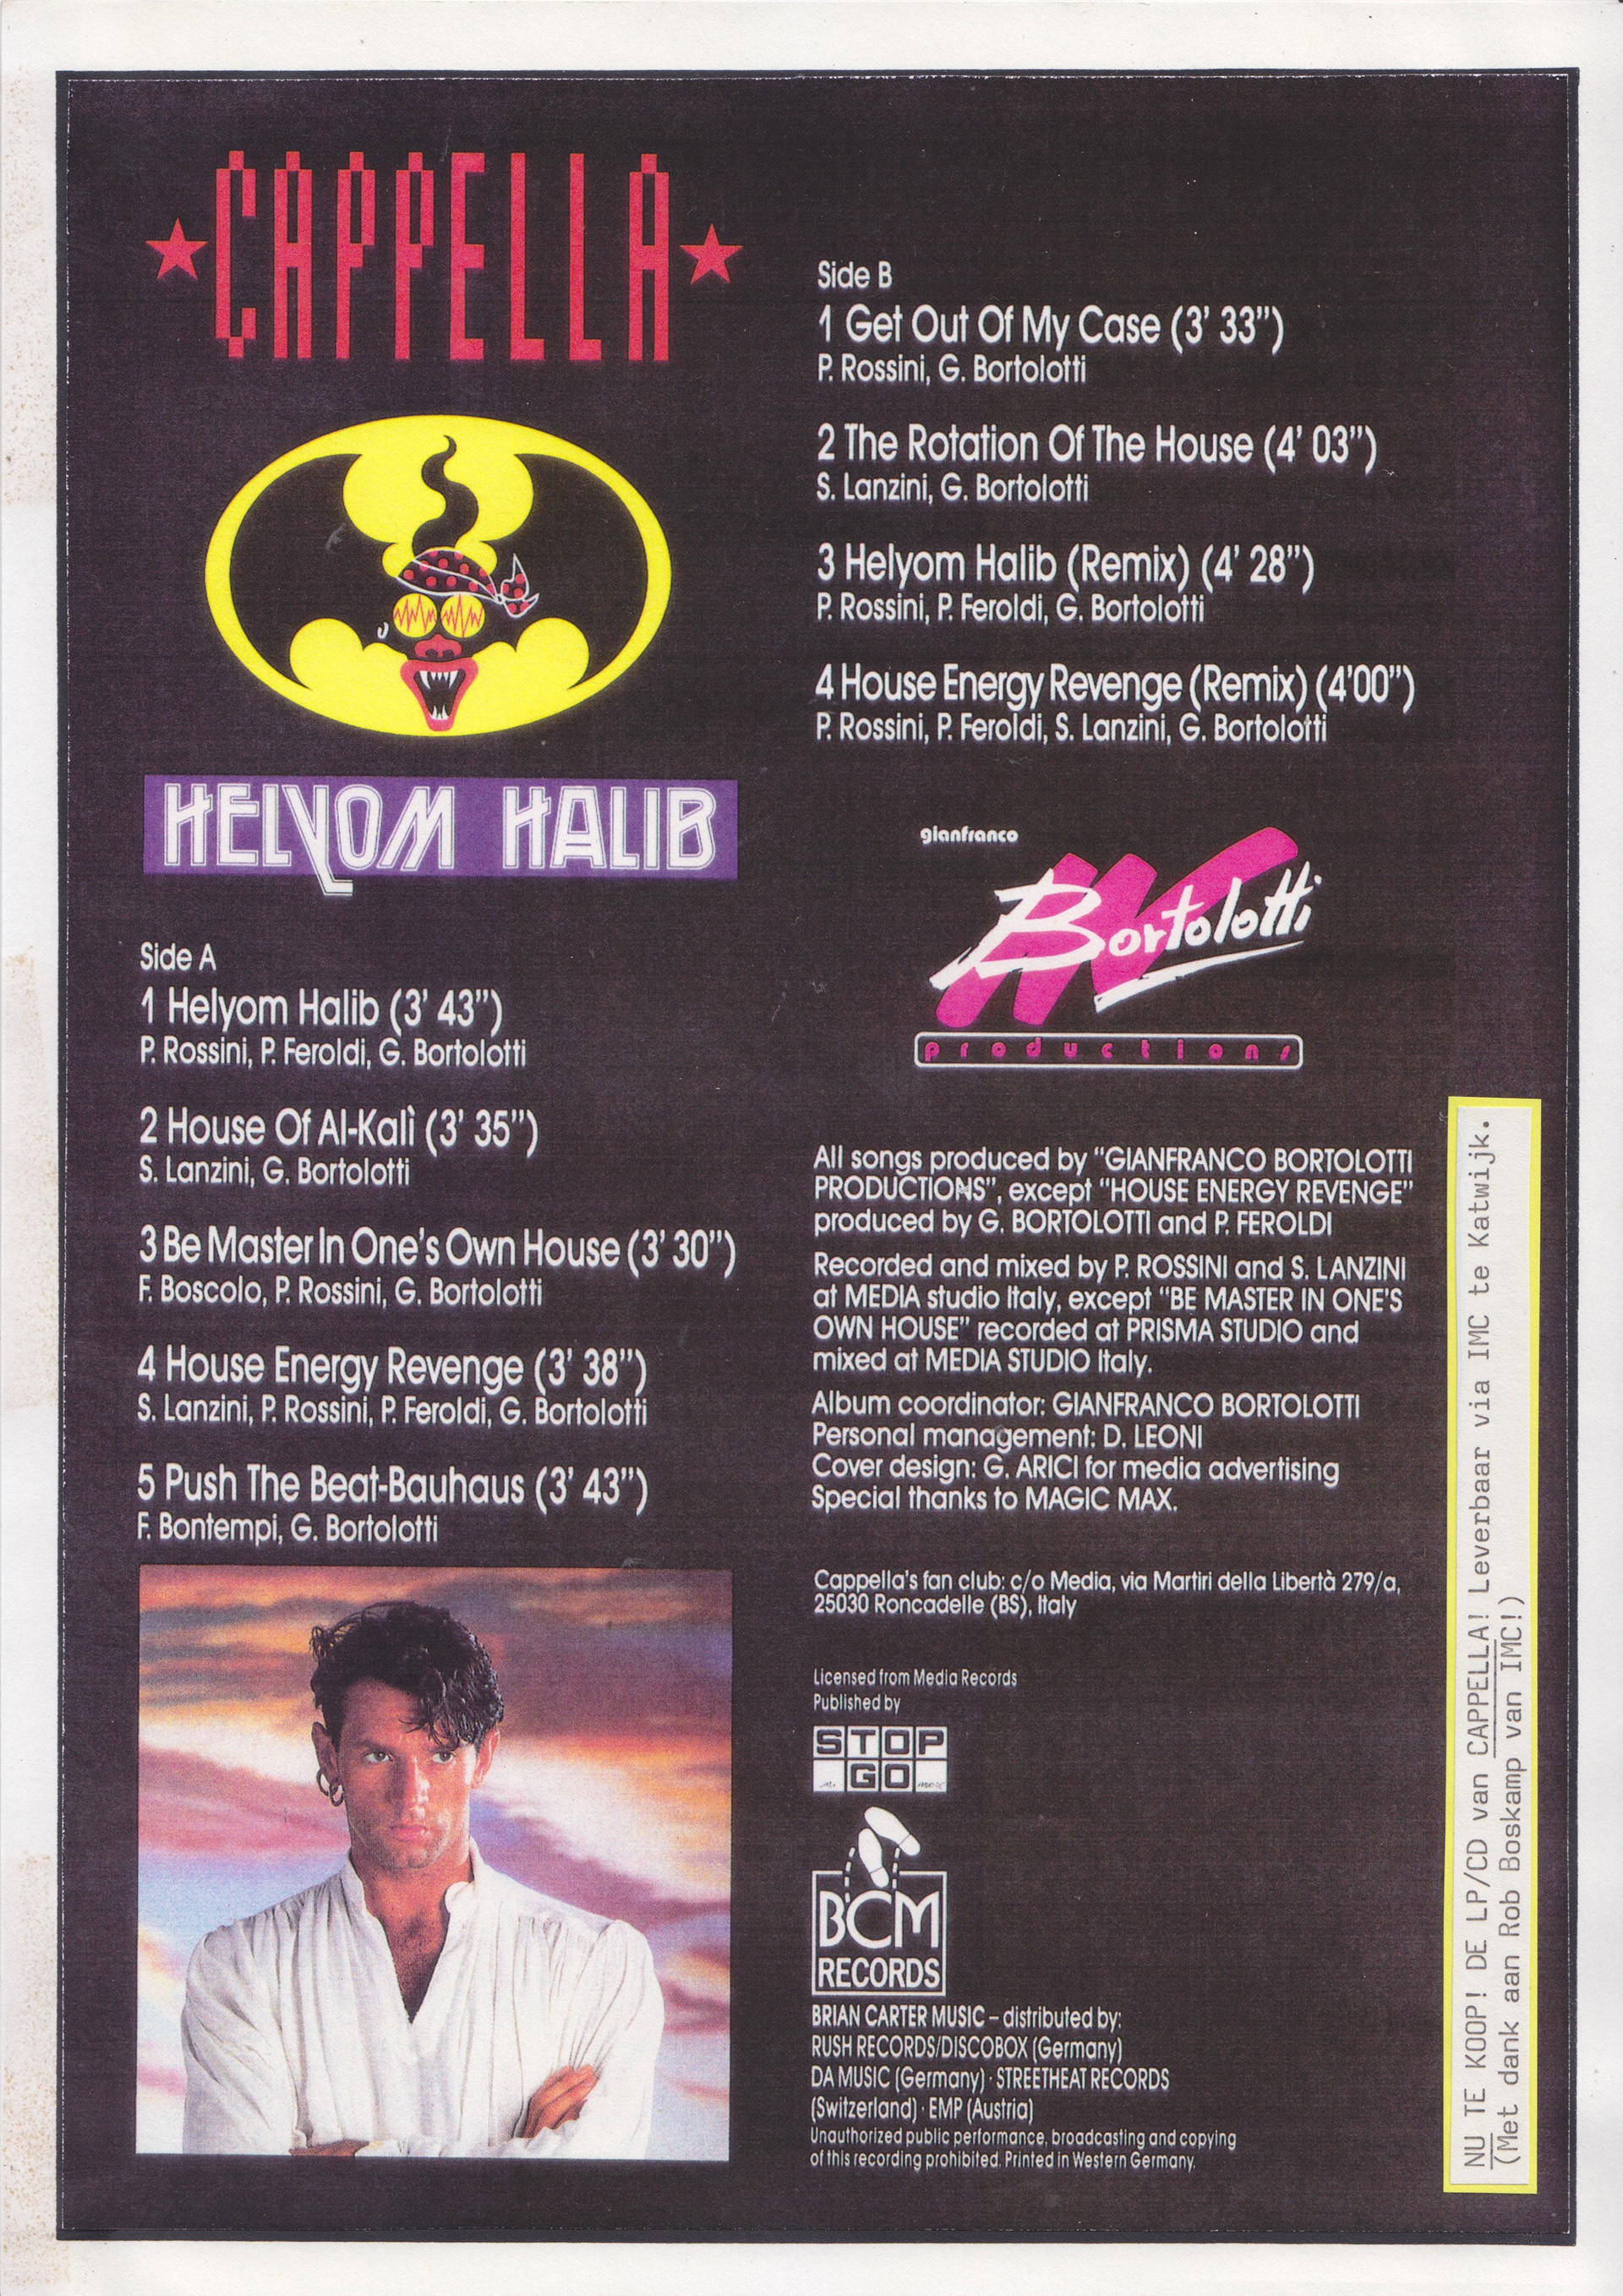 CAPPELLA
HELYOM HALIB
Side A
1 Helyom Halib (3' 43")
P. Rossini, P. Feroldi, G. Bortolotti
2 House Of Al-Kalì (3' 35")
S. Lanzini, G. Bortolotti
3 Be Master In One's Own House (3' 30")
F. Boscolo, P. Rossini, G. Bortolotti
4 House Energy Revenge (3' 38")
S. Lanzini, P. Rossini, P. Feroldi, G. Bortolotti
5 Push The Beat-Bauhaus (3' 43")
F. Bontempi, G. Bortolotti
Side B
1 Get Out Of My Case (3' 33")
P. Rossini, G. Bortolotti
2 The Rotation Of The House (4' 03")
S. Lanzini, G. Bortolotti
3 Helyom Halib (Remix) (4' 28")
P. Rossini, P. Feroldi, G. Bortolotti
4 House Energy Revenge (Remix) (4'00")
P. Rossini, P. Feroldi, S. Lanzini, G. Bortolotti
gianfranco
Bortolotti
productions
All songs produced by "GIANFRANCO BORTOLOTTI
PRODUCTIONS", except "HOUSE ENERGY REVENGE"
produced by G. BORTOLOTTI and P. FEROLDI
Recorded and mixed by P. ROSSINI and S. LANZINI
at MEDIA studio Italy, except "BE MASTER IN ONE'S
OWN HOUSE" recorded at PRISMA STUDIO and
mixed at MEDIA STUDIO Italy.
Album coordinator: GIANFRANCO BORTOLOTTI
Personal management: D. LEONI
Cover design: G. ARICI for media advertising
Special thanks to MAGIC MAX.
Cappella's fan club: c/o Media, via Martiri della Libertà 279/a,
25030 Roncadelle (BS), Italy
Licensed from Media Records
Published by
STOP
GO
BCM
RECORDS
BRIAN CARTER MUSIC – distributed by:
RUSH RECORDS/DISCOBOX (Germany)
DA MUSIC (Germany) · STREETHEAT RECORDS
(Switzerland) · EMP (Austria)
Unauthorized public performance, broadcasting and copying
of this recording prohibited. Printed in Western Germany.
NU TE KOOP! DE LP/CD van CAPPELLA! Leverbaar via IMC te Katwijk.
(Met dank aan Rob Boskamp van IMC!)